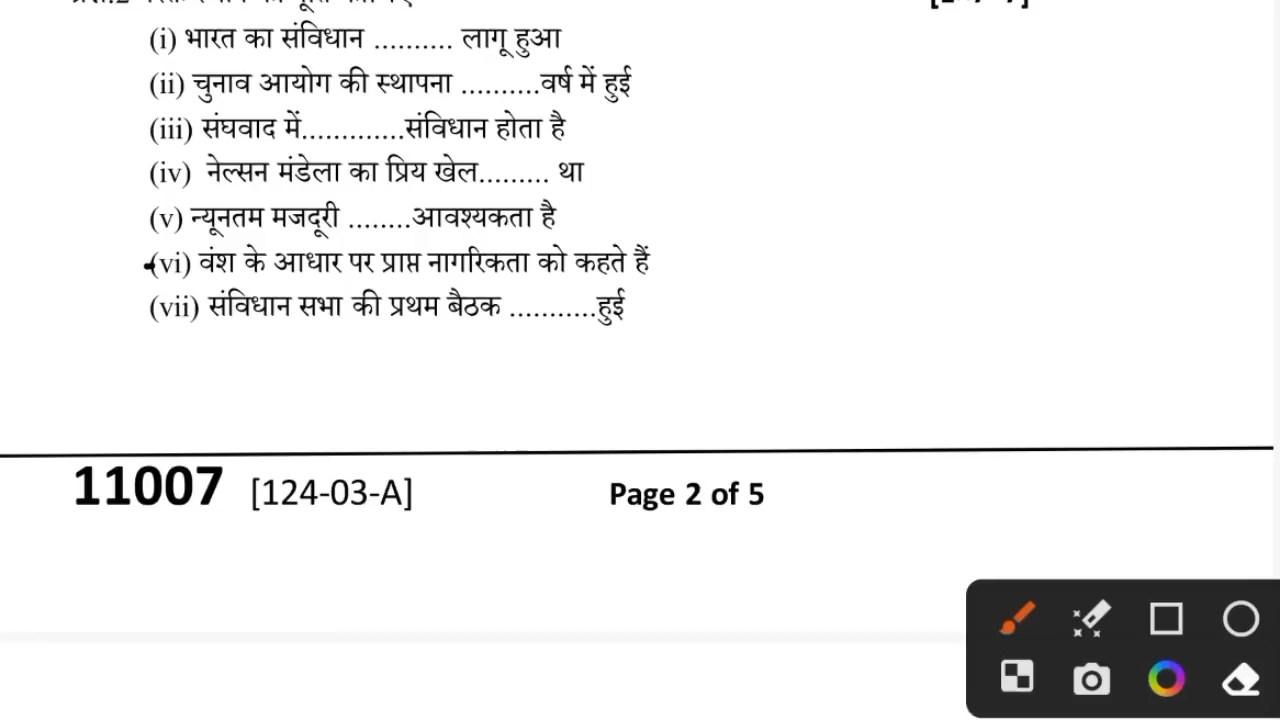 (i) भारत का संविधान .......... लागू हुआ
(ii) चुनाव आयोग की स्थापना ..........वर्ष में हुई
(iii) संघवाद में.............संविधान होता है
(iv) नेल्सन मंडेला का प्रिय खेल......... था
(v) न्यूनतम मजदूरी ........आवश्यकता है
(vi) वंश के आधार पर प्राप्त नागरिकता को कहते हैं
(vii) संविधान सभा की प्रथम बैठक ...........हुई
11007 [124-03-A] Page 2 of 5